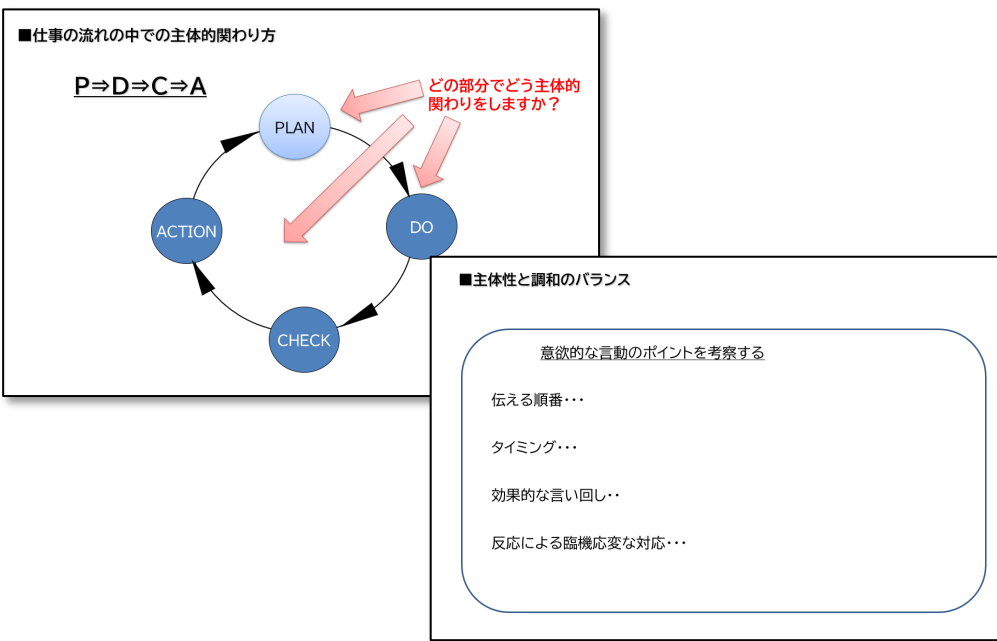 ■仕事の流れの中での主体的関わり方
P⇒D⇒C⇒A
どの部分でどう主体的
関わりをしますか？
PLAN
DO
ACTION
CHECK
■主体性と調和のバランス
意欲的な言動のポイントを考察する
伝える順番・・・
タイミング・・・
効果的な言い回し・・
反応による臨機応変な対応・・・